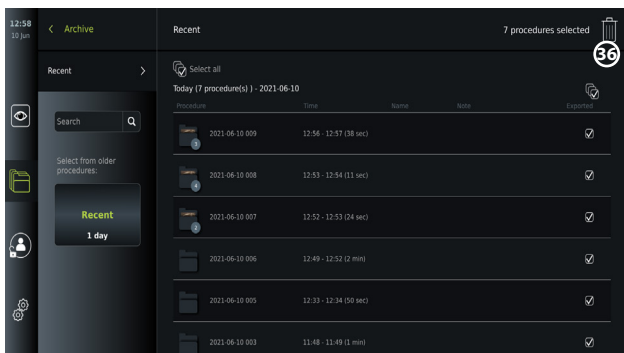 12:58
10 Jun
Archive
Recent
7 procedures selected
36
Recent
Select all
Today (7 procedure(s) ) - 2021-06-10
Procedure Time Name Note Exported
Search
2021-06-10 009 12:56 - 12:57 (38 sec)
3
Select from older
procedures:
2021-06-10 008 12:53 - 12:54 (11 sec)
4
Recent
1 day
2021-06-10 007 12:52 - 12:53 (24 sec)
2
2021-06-10 006 12:49 - 12:52 (2 min)
2021-06-10 005 12:33 - 12:34 (50 sec)
2021-06-10 003 11:48 - 11:49 (1 min)